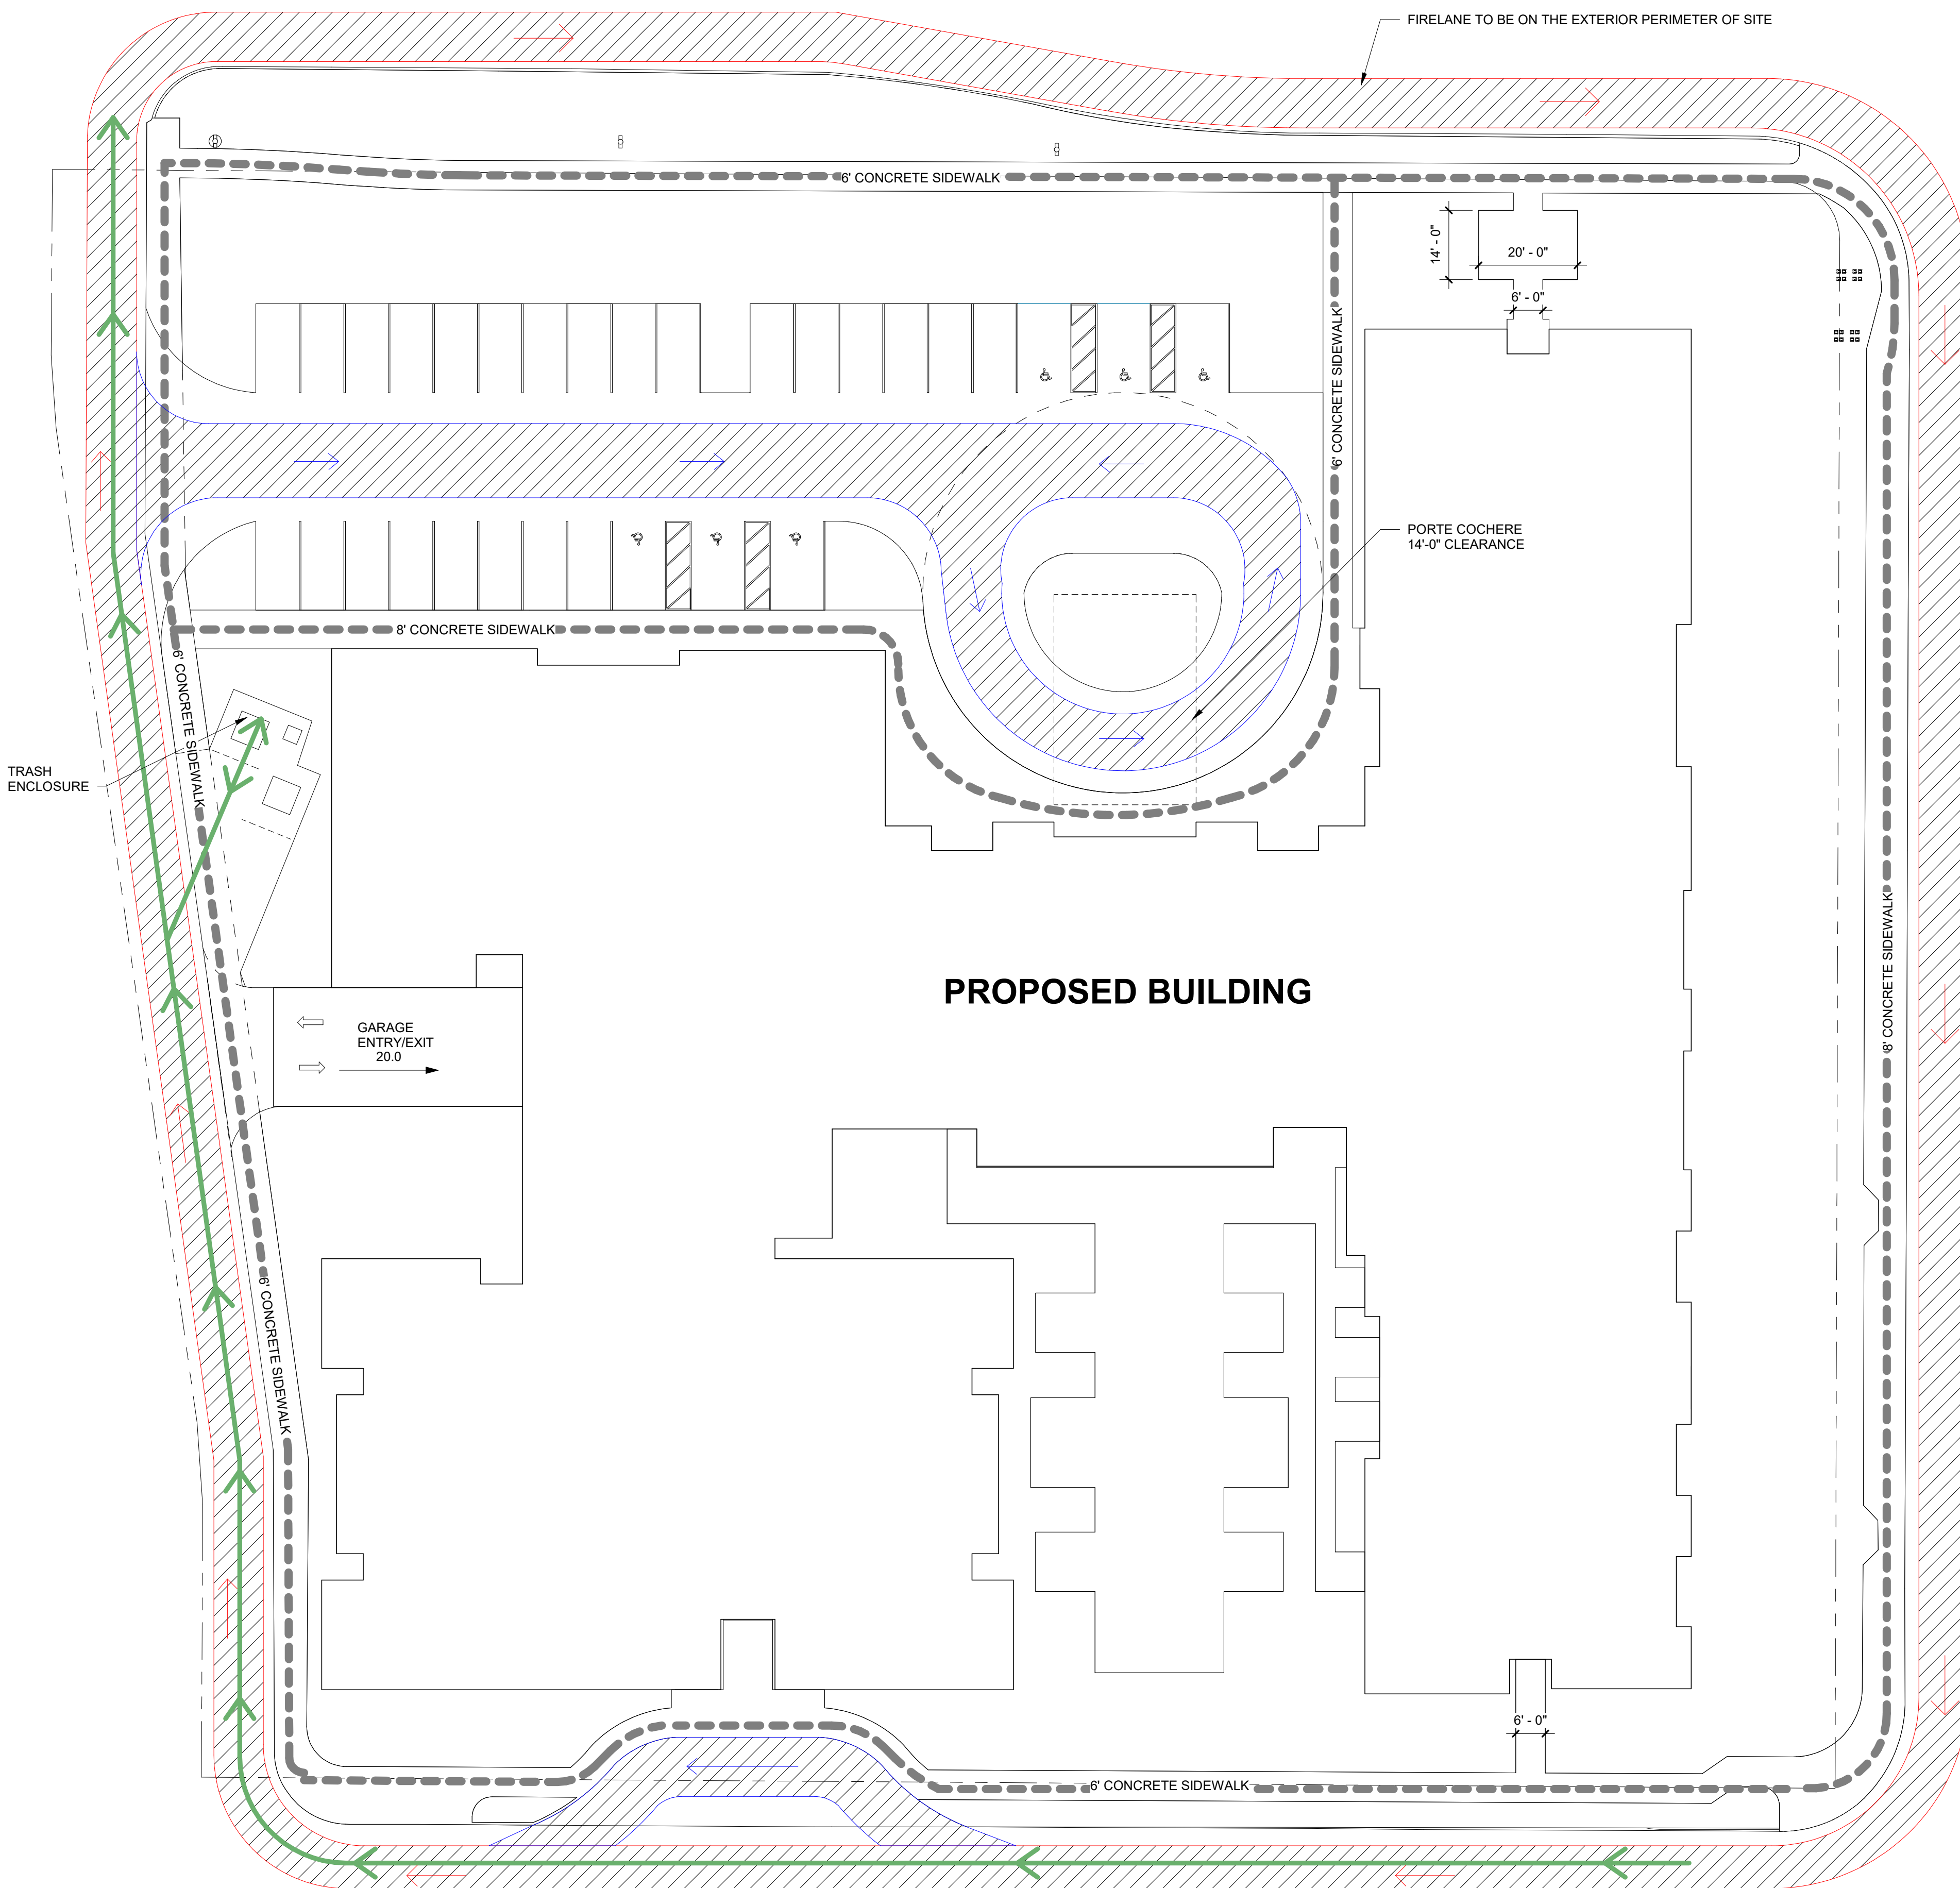 FIRELANE TO BE ON THE EXTERIOR PERIMETER OF SITE
6' CONCRETE SIDEWALK
14' - 0"
20' - 0"
6' - 0"
6' CONCRETE SIDEWALK
PORTE COCHERE
14'-0" CLEARANCE
8' CONCRETE SIDEWALK
6' CONCRETE SIDEWALK
TRASH
ENCLOSURE
PROPOSED BUILDING
8' CONCRETE SIDEWALK
GARAGE
ENTRY/EXIT
20.0
6' CONCRETE SIDEWALK
6' - 0"
6' CONCRETE SIDEWALK